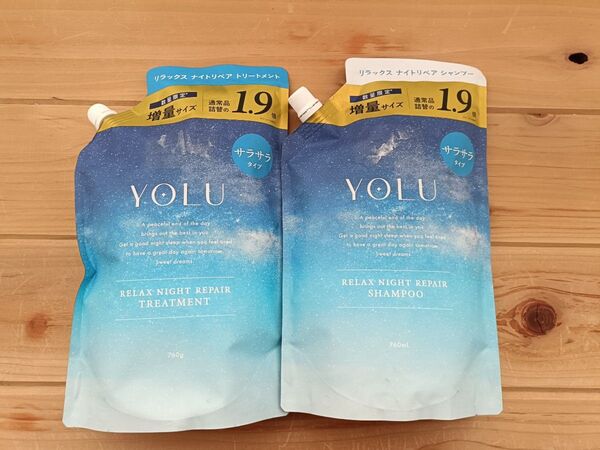 リラックス ナイトリペア トリートメント
数量限定*
増量サイズ
通常品
詰替の
1.9倍
サラサラ
タイプ
YOLU
A peaceful end of the day
brings out the best in you.
Get a good night sleep when you feel tired
to have a great day again tomorrow.
Sweet dreams.
RELAX NIGHT REPAIR
TREATMENT
760g
リラックス ナイトリペア シャンプー
数量限定*
増量サイズ
通常品
詰替の
1.9倍
サラサラ
タイプ
YOLU
A peaceful end of the day
brings out the best in you.
Get a good night sleep when you feel tired
to have a great day again tomorrow.
Sweet dreams.
RELAX NIGHT REPAIR
SHAMPOO
760mL